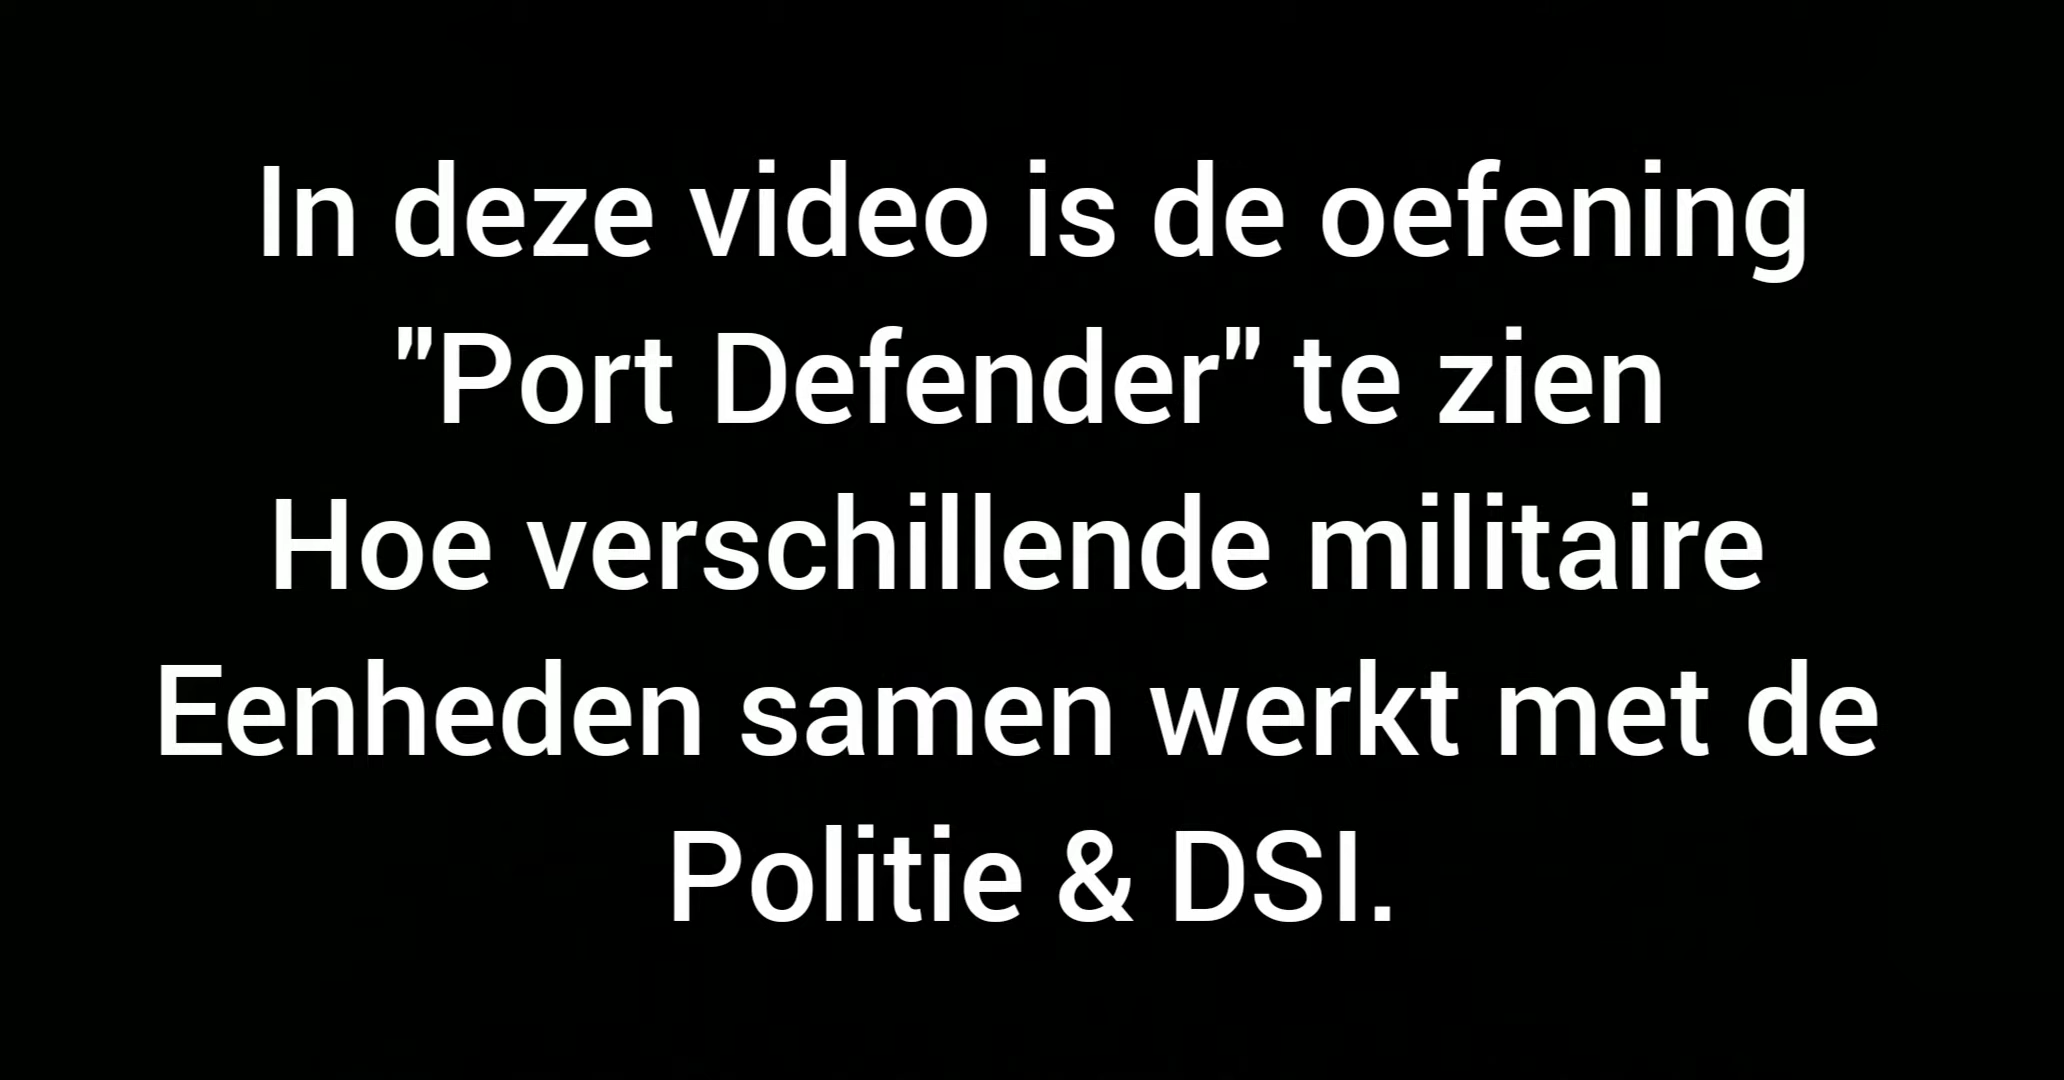 In deze video is de oefening
"Port Defender" te zien
Hoe verschillende militaire
Eenheden samen werkt met de
Politie & DSI.